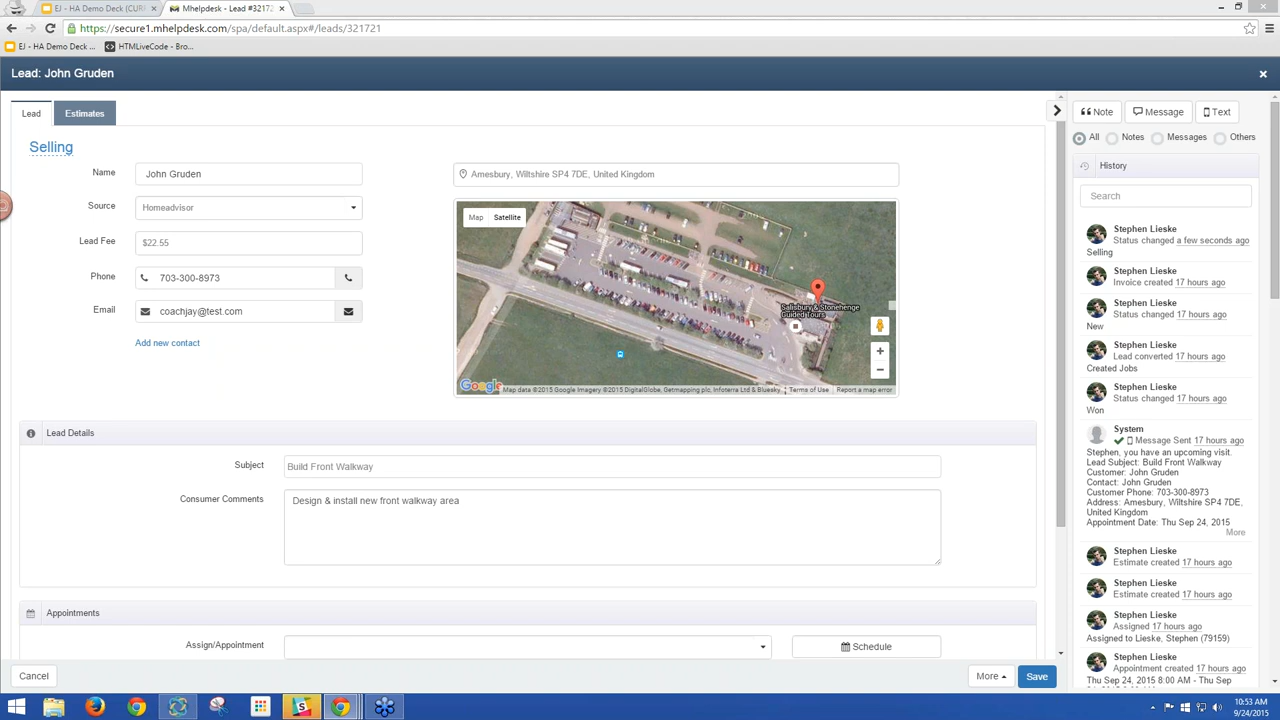 EJ - HA Demo Deck (CUR
Mhelpdesk - Lead #32172
https://secure1.mhelpdesk.com/spa/default.aspx#/leads/321721
EJ - HA Demo Deck ...
HTMLiveCode - Bro...
Lead: John Gruden
Lead
Estimates
Selling
Name
John Gruden
Source
Homeadvisor
Lead Fee
$22.55
Phone
703-300-8973
Email
coachjay@test.com
Add new contact
Amesbury, Wiltshire SP4 7DE, United Kingdom
Map
Satellite
Salisbury & Stonehenge
Guided Tours
Google
Map data ©2015 Google Imagery ©2015 DigitalGlobe, Getmapping plc, Infoterra Ltd & Bluesky
Terms of Use
Report a map error
Lead Details
Subject
Build Front Walkway
Consumer Comments
Design & install new front walkway area
Appointments
Assign/Appointment
Schedule
Cancel
More
Save
Note
Message
Text
All
Notes
Messages
Others
History
Search
Stephen Lieske
Status changed a few seconds ago
Selling
Stephen Lieske
Invoice created 17 hours ago
Stephen Lieske
Status changed 17 hours ago
New
Stephen Lieske
Lead converted 17 hours ago
Created Jobs
Stephen Lieske
Status changed 17 hours ago
Won
System
Message Sent 17 hours ago
Stephen, you have an upcoming visit.
Lead Subject: Build Front Walkway
Customer: John Gruden
Contact: John Gruden
Customer Phone: 703-300-8973
Address: Amesbury, Wiltshire SP4 7DE,
United Kingdom
Appointment Date: Thu Sep 24, 2015
More
Stephen Lieske
Estimate created 17 hours ago
Stephen Lieske
Estimate created 17 hours ago
Stephen Lieske
Assigned 17 hours ago
Assigned to Lieske, Stephen (79159)
Stephen Lieske
Appointment created 17 hours ago
Thu Sep 24, 2015 8:00 AM - Thu Sep
10:53 AM
9/24/2015